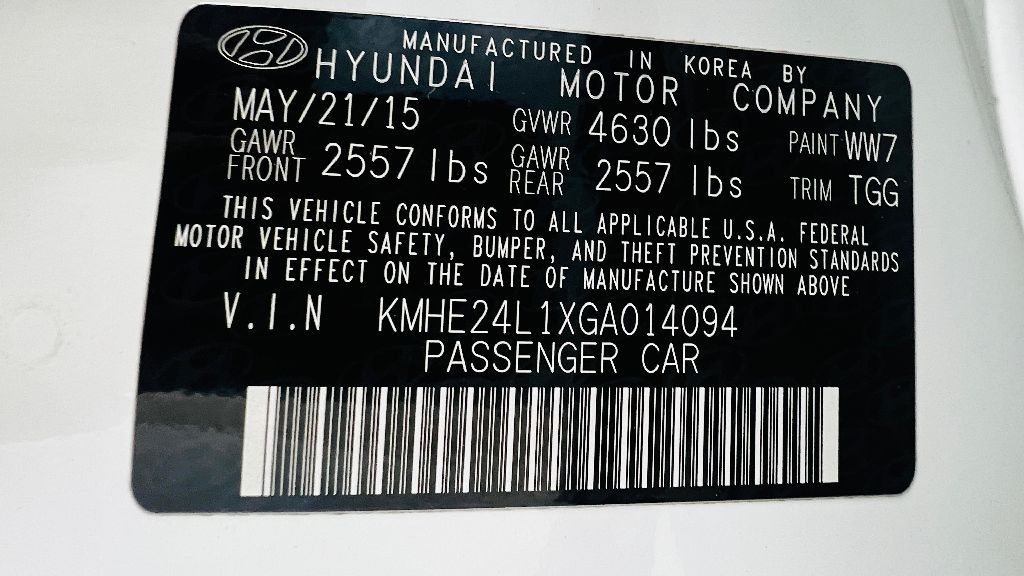 MANUFACTURED IN KOREA BY
HYUNDAI MOTOR COMPANY
MAY/21/15 GVWR 4630 lbs PAINT WW7
GAWR FRONT 2557 lbs GAWR REAR 2557 lbs TRIM TGG
THIS VEHICLE CONFORMS TO ALL APPLICABLE U.S.A. FEDERAL
MOTOR VEHICLE SAFETY, BUMPER, AND THEFT PREVENTION STANDARDS
IN EFFECT ON THE DATE OF MANUFACTURE SHOWN ABOVE
V.I.N KMHE24L1XGA014094
PASSENGER CAR